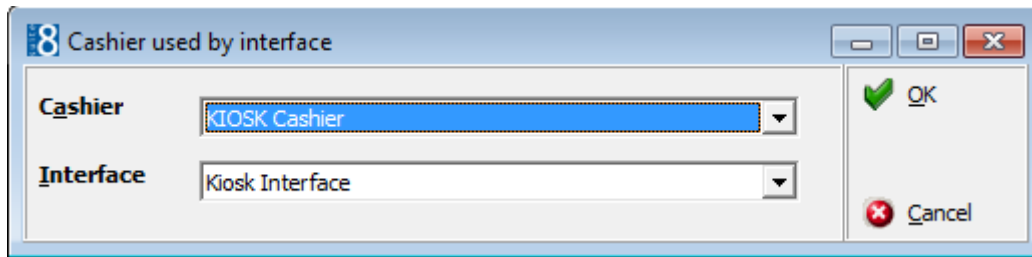 8 Cashier used by interface
Cashier KIOSK Cashier
OK
Interface Kiosk Interface
Cancel